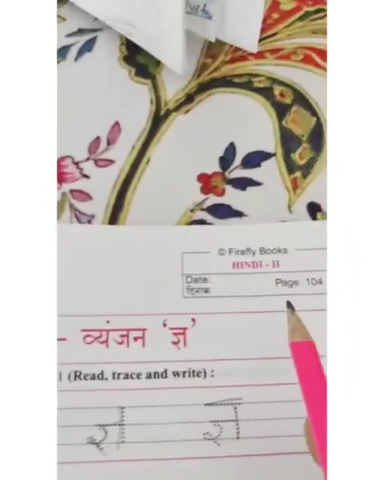 © Firefly Books
HINDI - II
Date:
Page 104
दिनांक
- व्यंजन 'ज्ञ'
(Read, trace and write) :
ज्ञ ज्ञ